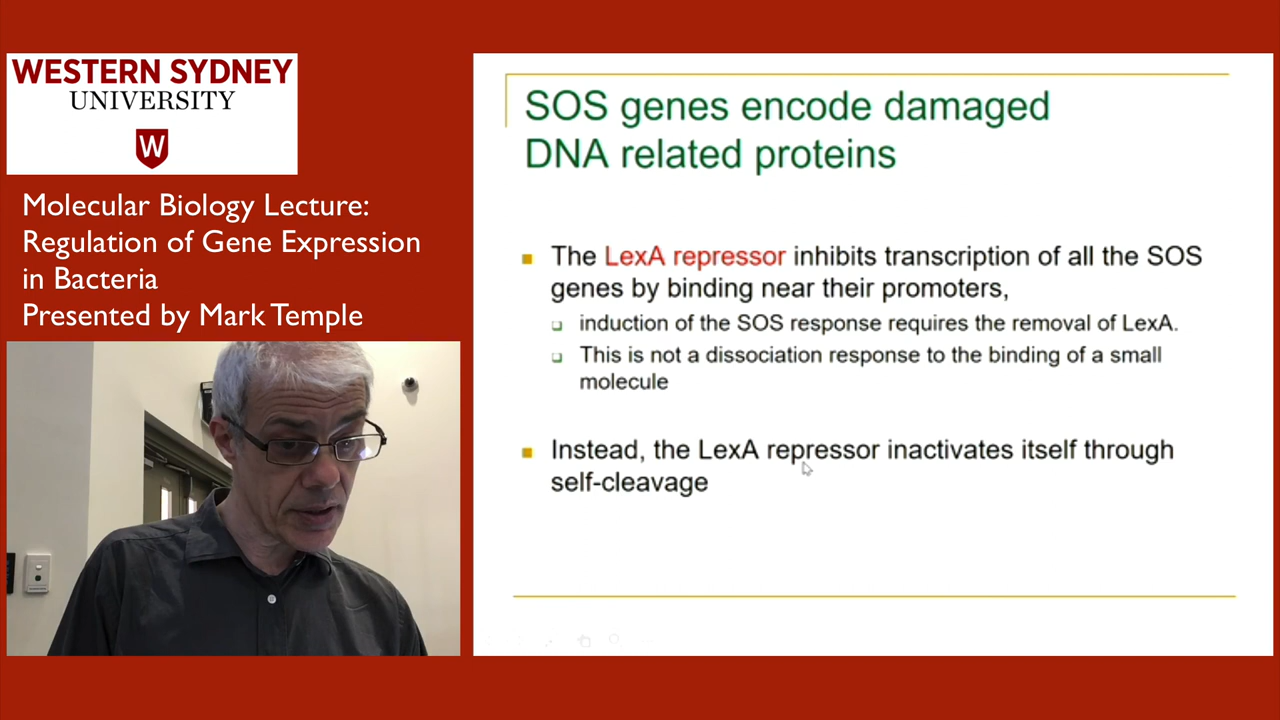 WESTERN SYDNEY
UNIVERSITY
W
Molecular Biology Lecture:
Regulation of Gene Expression
in Bacteria
Presented by Mark Temple
SOS genes encode damaged
DNA related proteins
The LexA repressor inhibits transcription of all the SOS
genes by binding near their promoters,
induction of the SOS response requires the removal of LexA.
This is not a dissociation response to the binding of a small
molecule
Instead, the LexA repressor inactivates itself through
self-cleavage